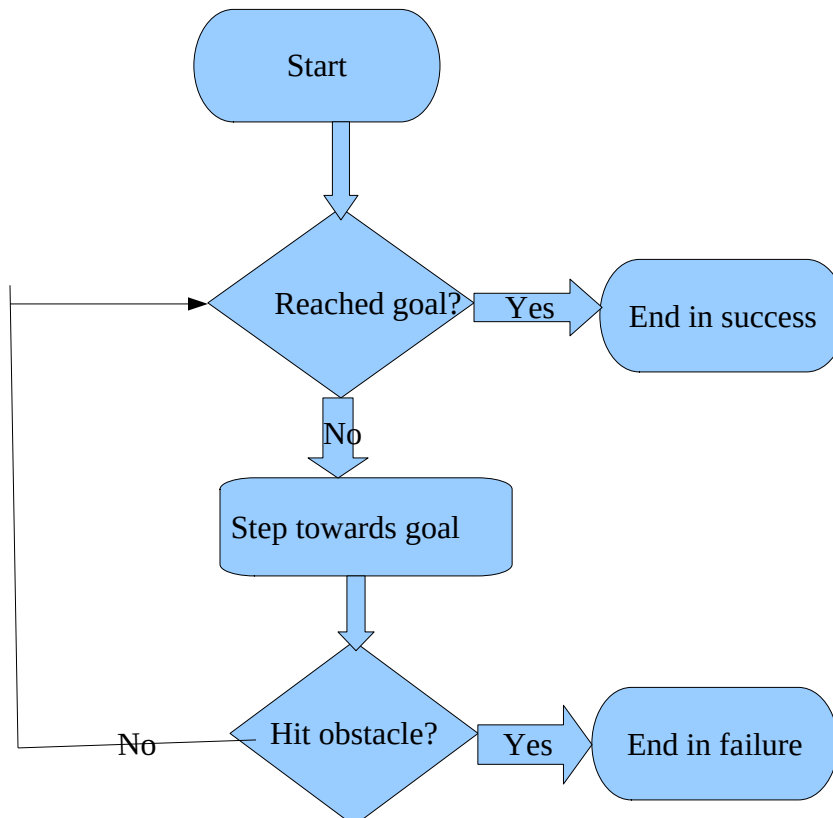 Start
Reached goal?
Yes
End in success
No
Step towards goal
Hit obstacle?
No
Yes
End in failure